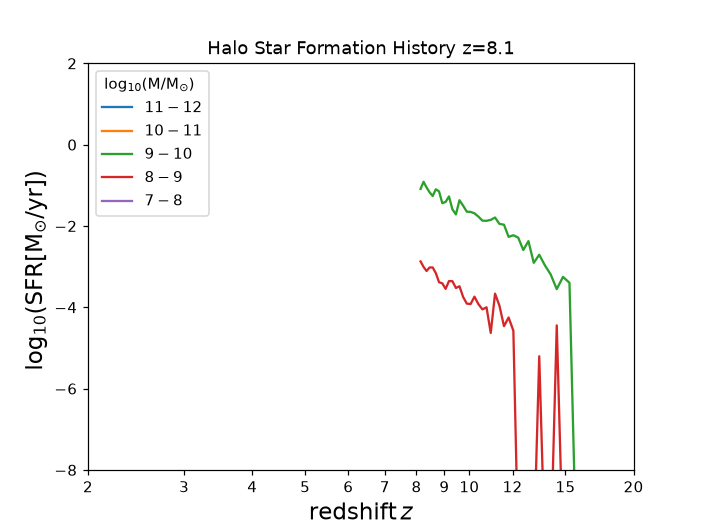 Halo Star Formation History z=8.1
log₁₀(M/M⊙)
11 − 12
10 − 11
9 − 10
8 − 9
7 − 8
log₁₀(SFR[M⊙/yr])
2
0
−2
−4
−6
−8
2 3 4 5 6 7 8 9 10 12 15 20
redshift z